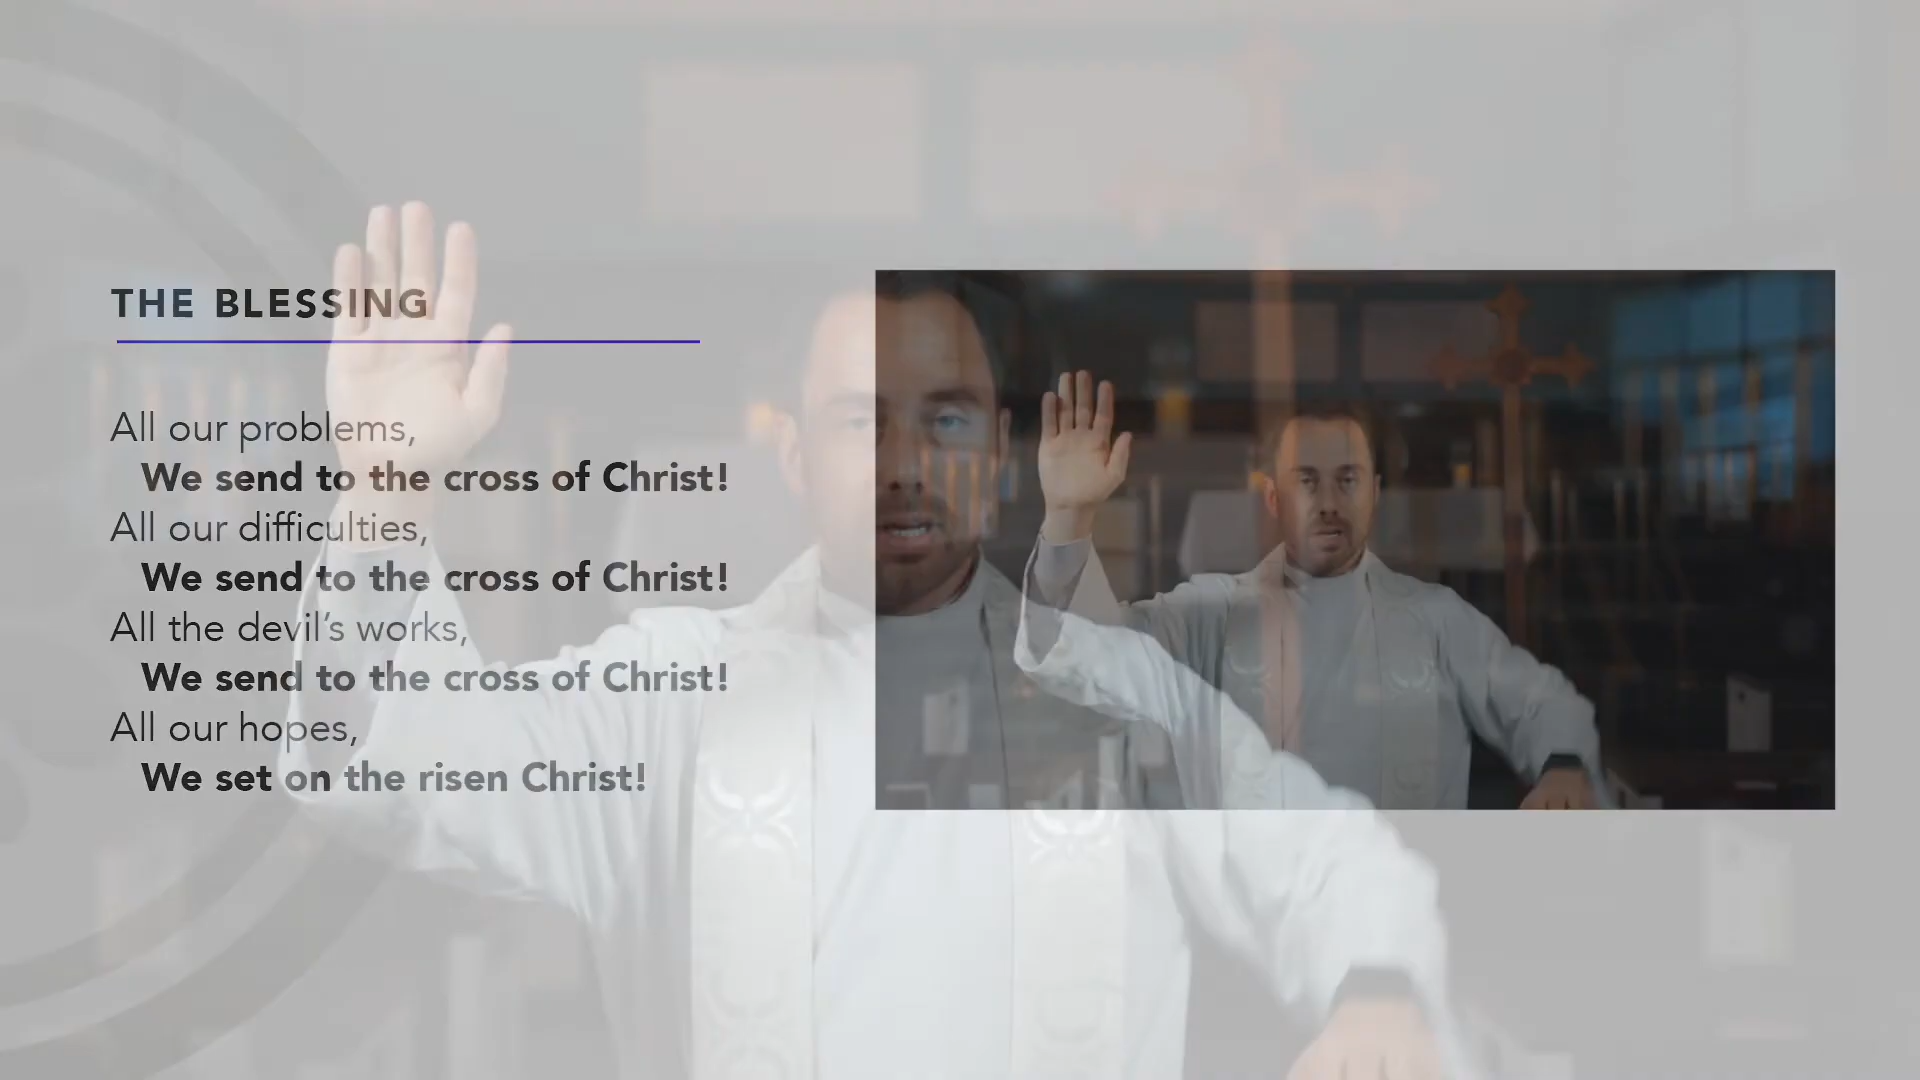 THE BLESSING
All our problems,
We send to the cross of Christ!
All our difficulties,
We send to the cross of Christ!
All the devil’s works,
We send to the cross of Christ!
All our hopes,
We set on the risen Christ!